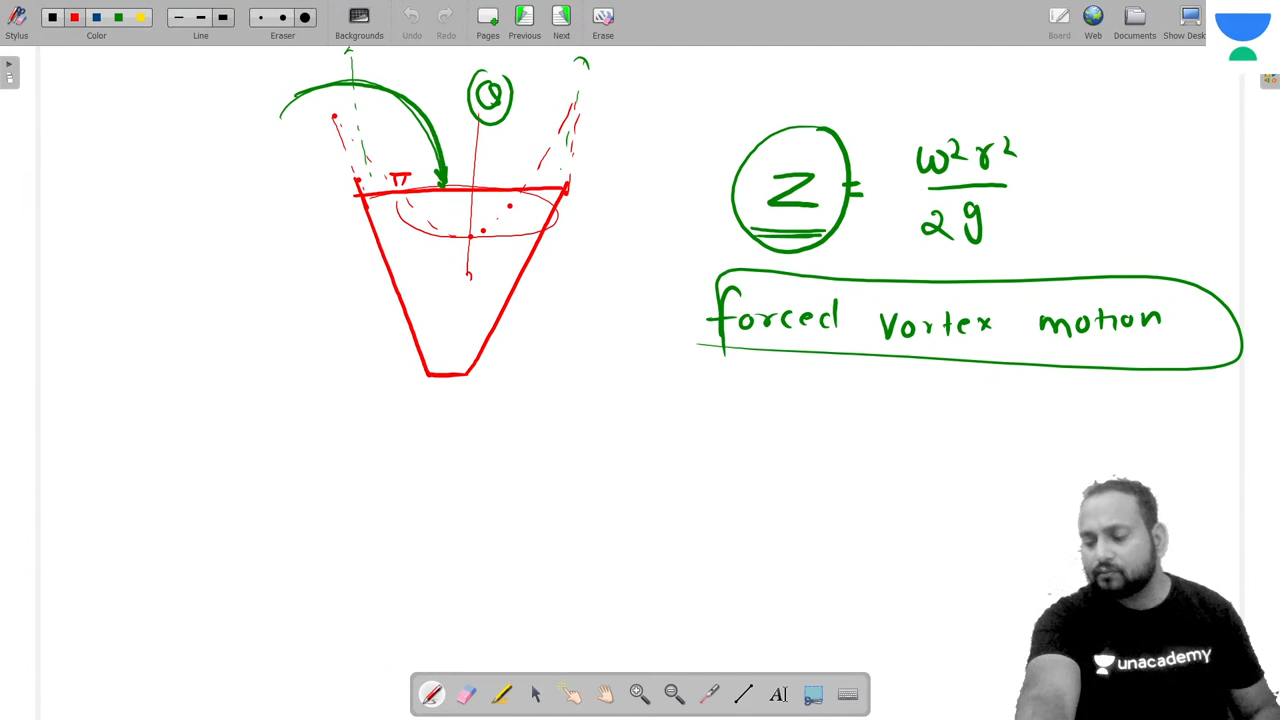 Stylus
Color
Line
Eraser
Backgrounds
Undo
Redo
Pages
Previous
Next
Erase
Board
Web
Documents
Show Desk
Z = ω²r²
2g
forced vortex motion
unacademy
AI